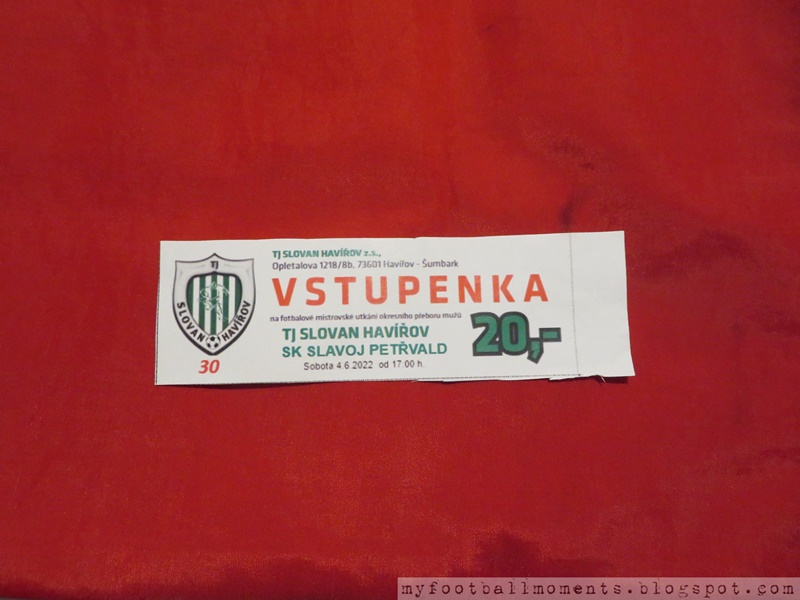 TJ SLOVAN HAVÍŘOV z.s.,
Opletalova 1218/8b, 73601 Havířov - Šumbark
VSTUPENKA
na fotbalové mistrovské utkání okresního přeboru mužů
TJ SLOVAN HAVÍŘOV
SK SLAVOJ PETŘVALD
20,-
Sobota 4.6.2022 od 17:00 h.
TJ
SLOVAN HAVÍŘOV
30
myfootballmoments.blogspot.com